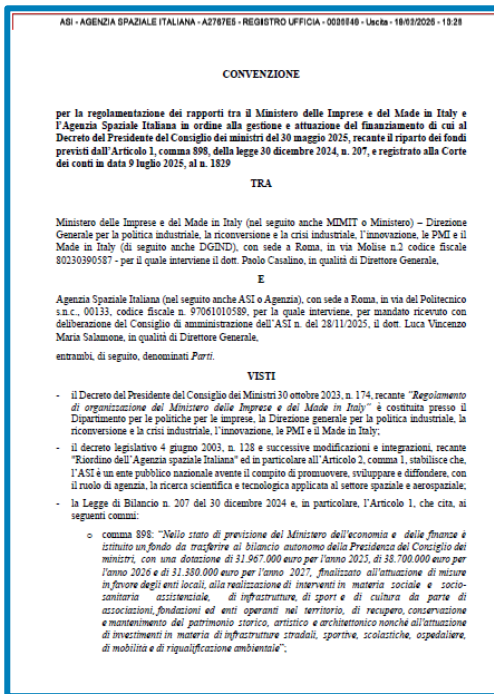 ASI - AGENZIA SPAZIALE ITALIANA - A2767E5 - REGISTRO UFFICIA - - Uscita - - 10:28
CONVENZIONE
per la regolamentazione dei rapporti tra il Ministero delle Imprese e del Made in Italy e
l'Agenzia Spaziale Italiana in ordine alla gestione e attuazione del finanziamento di cui al
Decreto del Presidente del Consiglio dei ministri del 30 maggio 2025, recante il riparto dei fondi
previsti dall'Articolo 1, comma 898, della legge 30 dicembre 2024, n. 207, e registrato alla Corte
dei conti in data 9 luglio 2025, al n. 1829
TRA
Ministero delle Imprese e del Made in Italy (nel seguito anche MIMIT o Ministero) – Direzione
Generale per la politica industriale, la riconversione e la crisi industriale, l'innovazione, le PMI e il
Made in Italy (di seguito anche DGIND), con sede a Roma, in via Molise n.2 codice fiscale
80230390587 - per il quale interviene il dott. Paolo Casalino, in qualità di Direttore Generale,
E
Agenzia Spaziale Italiana (nel seguito anche ASI o Agenzia), con sede a Roma, in via del Politecnico
s.n.c., 00133, codice fiscale n. 97061010589, per la quale interviene, per mandato ricevuto con
deliberazione del Consiglio di amministrazione dell'ASI n. del 28/11/2025, il dott. Luca Vincenzo
Maria Salamone, in qualità di Direttore Generale,
entrambi, di seguito, denominati Parti.
VISTI
- il Decreto del Presidente del Consiglio dei Ministri 30 ottobre 2023, n. 174, recante "Regolamento
di organizzazione del Ministero delle Imprese e del Made in Italy" è costituita presso il
Dipartimento per le politiche per le imprese, la Direzione generale per la politica industriale, la
riconversione e la crisi industriale, l'innovazione, le PMI e il Made in Italy;
- il decreto legislativo 4 giugno 2003, n. 128 e successive modificazioni e integrazioni, recante
"Riordino dell'Agenzia spaziale Italiana" ed in particolare all'Articolo 2, comma 1, stabilisce che,
l'ASI è un ente pubblico nazionale avente il compito di promuovere, sviluppare e diffondere, con
il ruolo di agenzia, la ricerca scientifica e tecnologica applicata al settore spaziale e aerospaziale;
- la Legge di Bilancio n. 207 del 30 dicembre 2024 e, in particolare, l'Articolo 1, che cita, ai
seguenti commi:
o comma 898: "Nello stato di previsione del Ministero dell'economia e delle finanze è
istituito un fondo da trasferire al bilancio autonomo della Presidenza del Consiglio dei
ministri, con una dotazione di 31.967.000 euro per l'anno 2025, di 38.700.000 euro per
l'anno 2026 e di 31.380.000 euro per l'anno 2027, finalizzato all'attuazione di misure
in favore degli enti locali, alla realizzazione di interventi in materia sociale e socio-
sanitaria assistenziale, di infrastrutture, di sport e di cultura da parte di
associazioni, fondazioni ed enti operanti nel territorio, di recupero, conservazione
e mantenimento del patrimonio storico, artistico e architettonico nonché all'attuazione
di investimenti in materia di infrastrutture stradali, sportive, scolastiche, ospedaliere,
di mobilità e di riqualificazione ambientale";